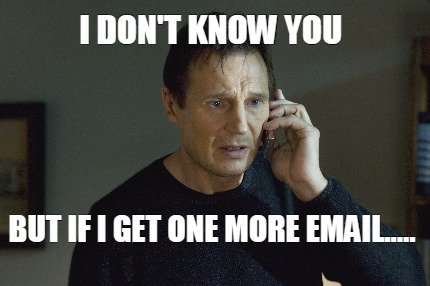 I DON'T KNOW YOU
BUT IF I GET ONE MORE EMAIL.....